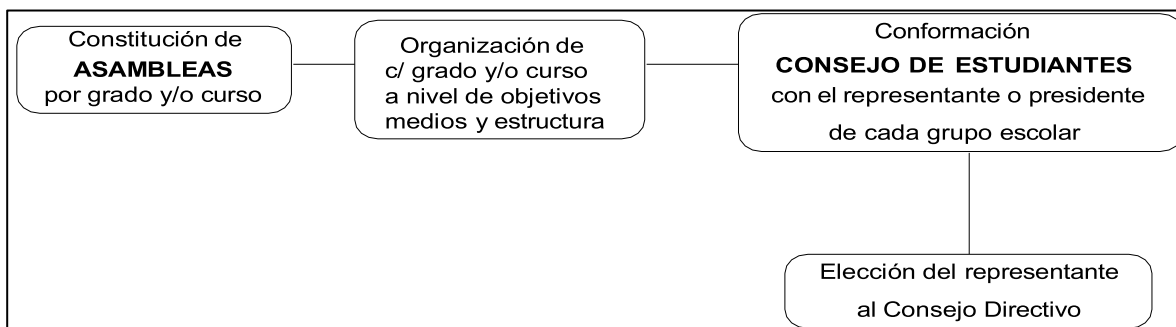 Constitución de
ASAMBLEAS
por grado y/o curso
Organización de
c/ grado y/o curso
a nivel de objetivos
medios y estructura
Conformación
CONSEJO DE ESTUDIANTES
con el representante o presidente
de cada grupo escolar
Elección del representante
al Consejo Directivo